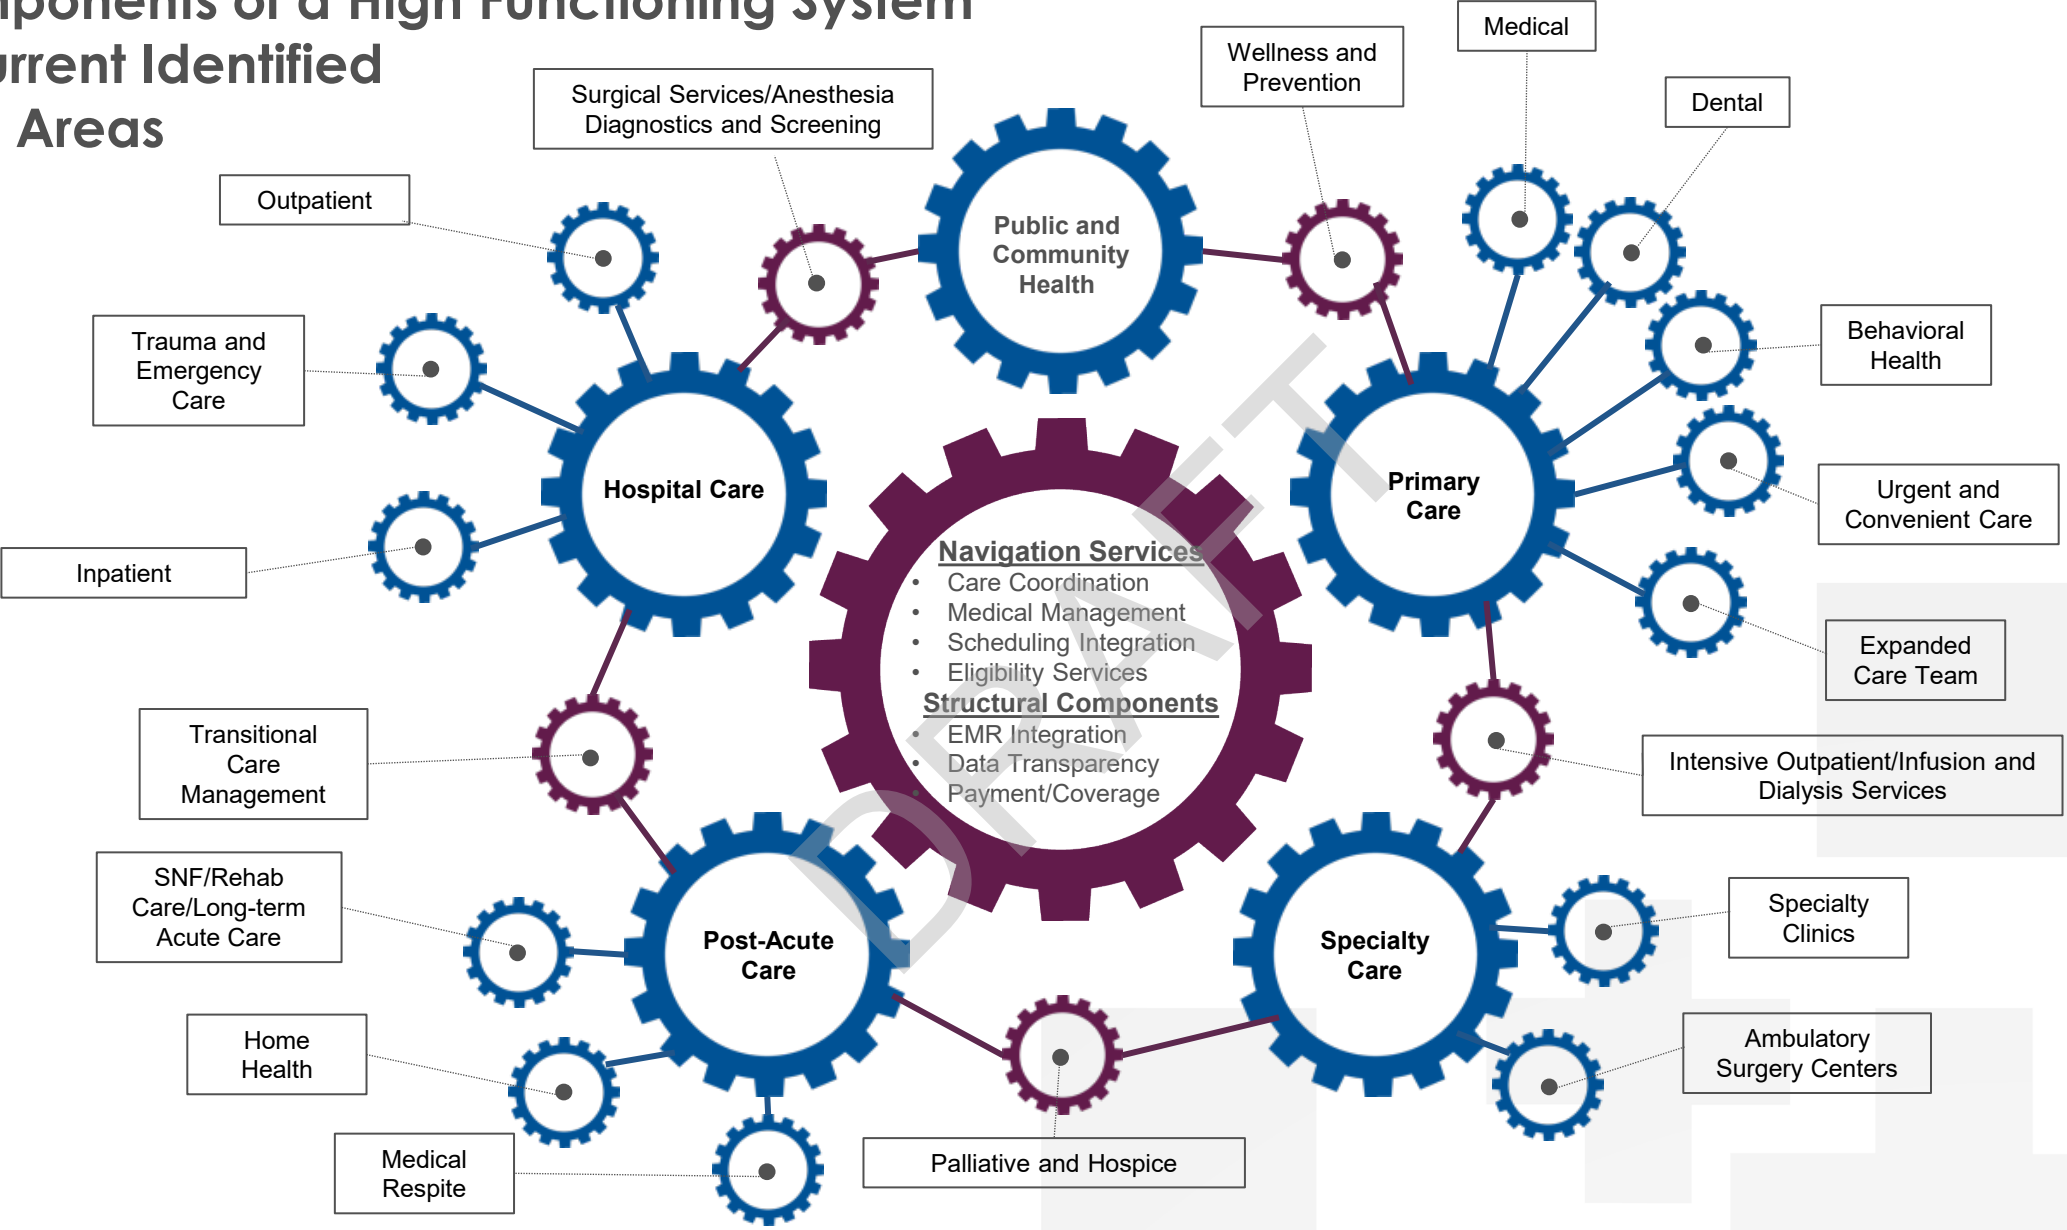 ponents of a High Functioning System
urrent Identified
Areas
Surgical Services/Anesthesia
Diagnostics and Screening
Wellness and
Prevention
Medical
Dental
Outpatient
Public and
Community
Health
Trauma and
Emergency
Care
Behavioral
Health
Hospital Care
Primary
Care
Urgent and
Convenient Care
Inpatient
Navigation Services
• Care Coordination
• Medical Management
• Scheduling Integration
• Eligibility Services
Structural Components
• EMR Integration
• Data Transparency
• Payment/Coverage
DRAFT
Expanded
Care Team
Transitional
Care
Management
Intensive Outpatient/Infusion and
Dialysis Services
SNF/Rehab
Care/Long-term
Acute Care
Post-Acute
Care
Specialty
Care
Specialty
Clinics
Home
Health
Ambulatory
Surgery Centers
Medical
Respite
Palliative and Hospice